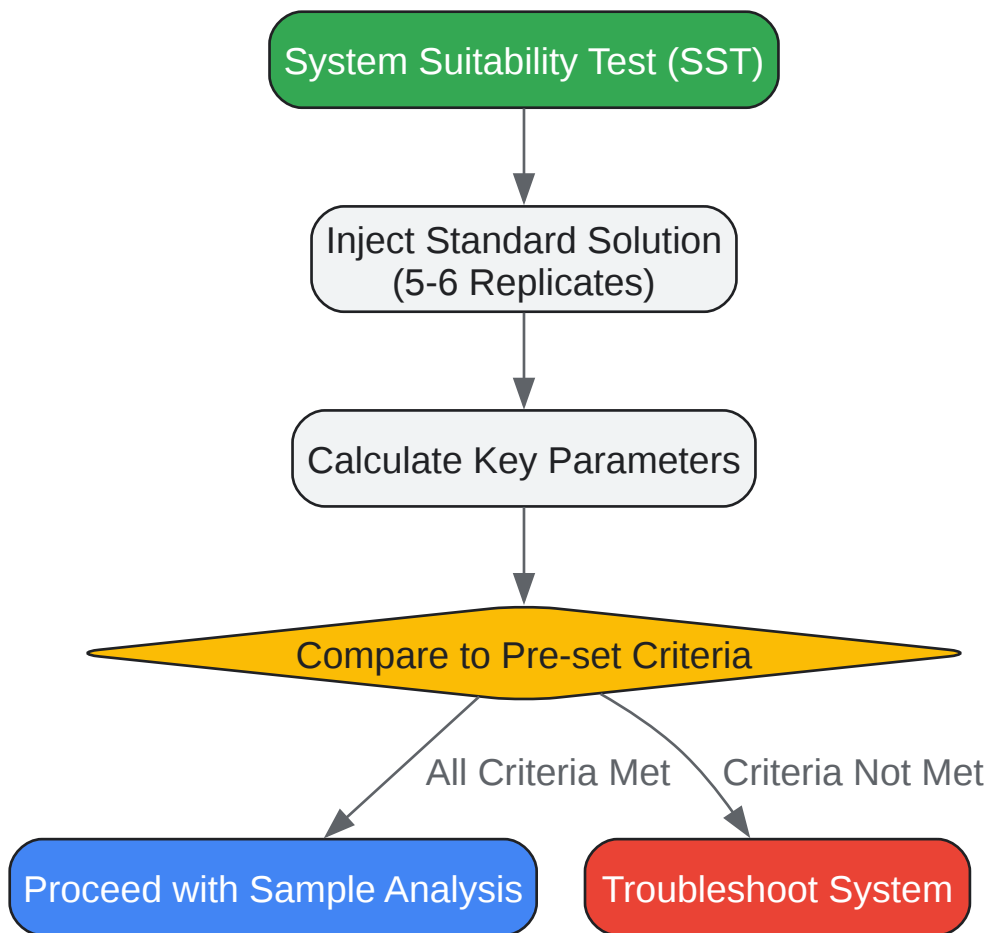 System Suitability Test (SST)
Inject Standard Solution
(5-6 Replicates)
Calculate Key Parameters
Compare to Pre-set Criteria
All Criteria Met
Criteria Not Met
Proceed with Sample Analysis
Troubleshoot System